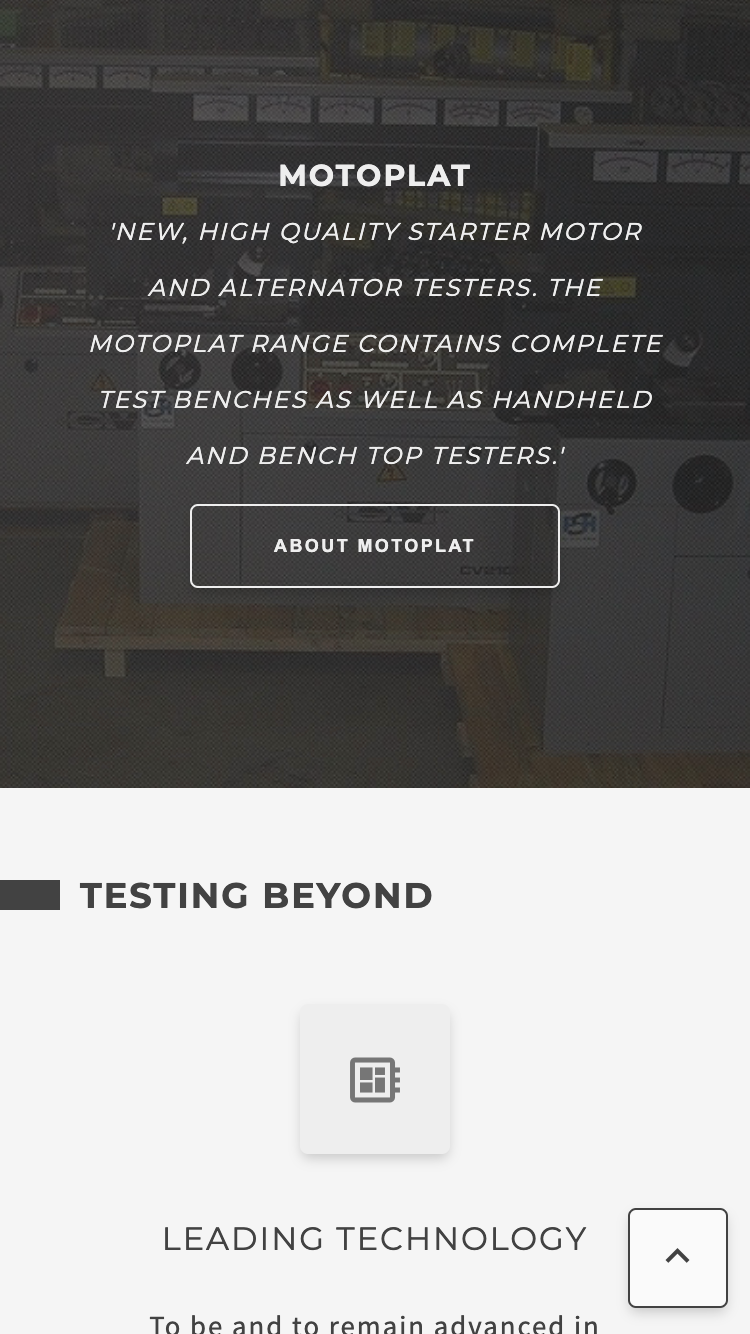 MOTOPLAT
'NEW, HIGH QUALITY STARTER MOTOR
AND ALTERNATOR TESTERS. THE
MOTOPLAT RANGE CONTAINS COMPLETE
TEST BENCHES AS WELL AS HANDHELD
AND BENCH TOP TESTERS.'
ABOUT MOTOPLAT
TESTING BEYOND
LEADING TECHNOLOGY
To be and to remain advanced in